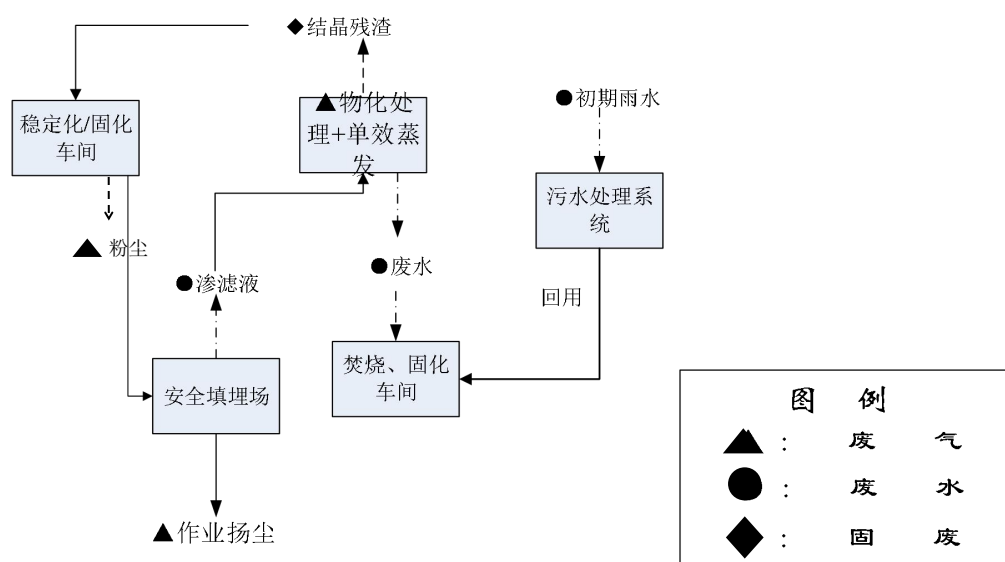 ◆结晶残渣
稳定化/固化
车间
▲物化处
理+单效蒸
发
●初期雨水
污水处理系
统
▲ 粉尘
●渗滤液
●废水
回用
安全填埋场
焚烧、固化
车间
▲作业扬尘
图 例
▲： 废 气
●： 废 水
◆： 固 废